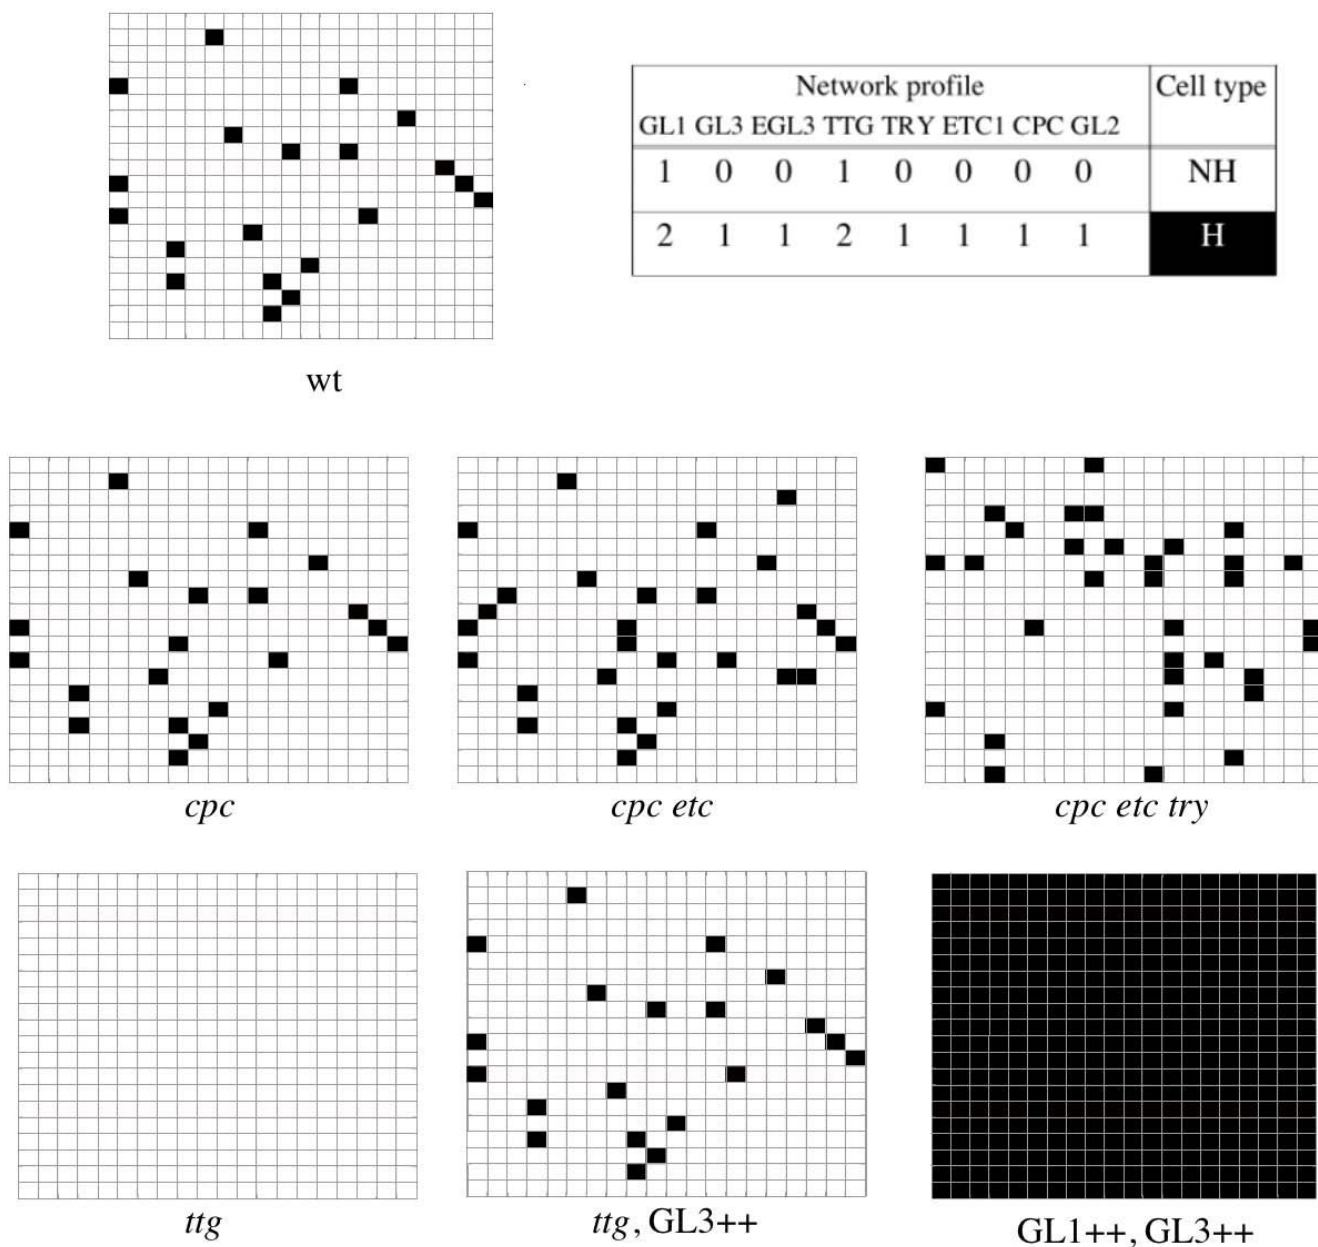 Network profile Cell type
GL1 GL3 EGL3 TTG TRY ETC1 CPC GL2
1 0 0 1 0 0 0 0 NH
2 1 1 2 1 1 1 1 H
wt
cpc cpc etc cpc etc try
ttg ttg, GL3++ GL1++, GL3++